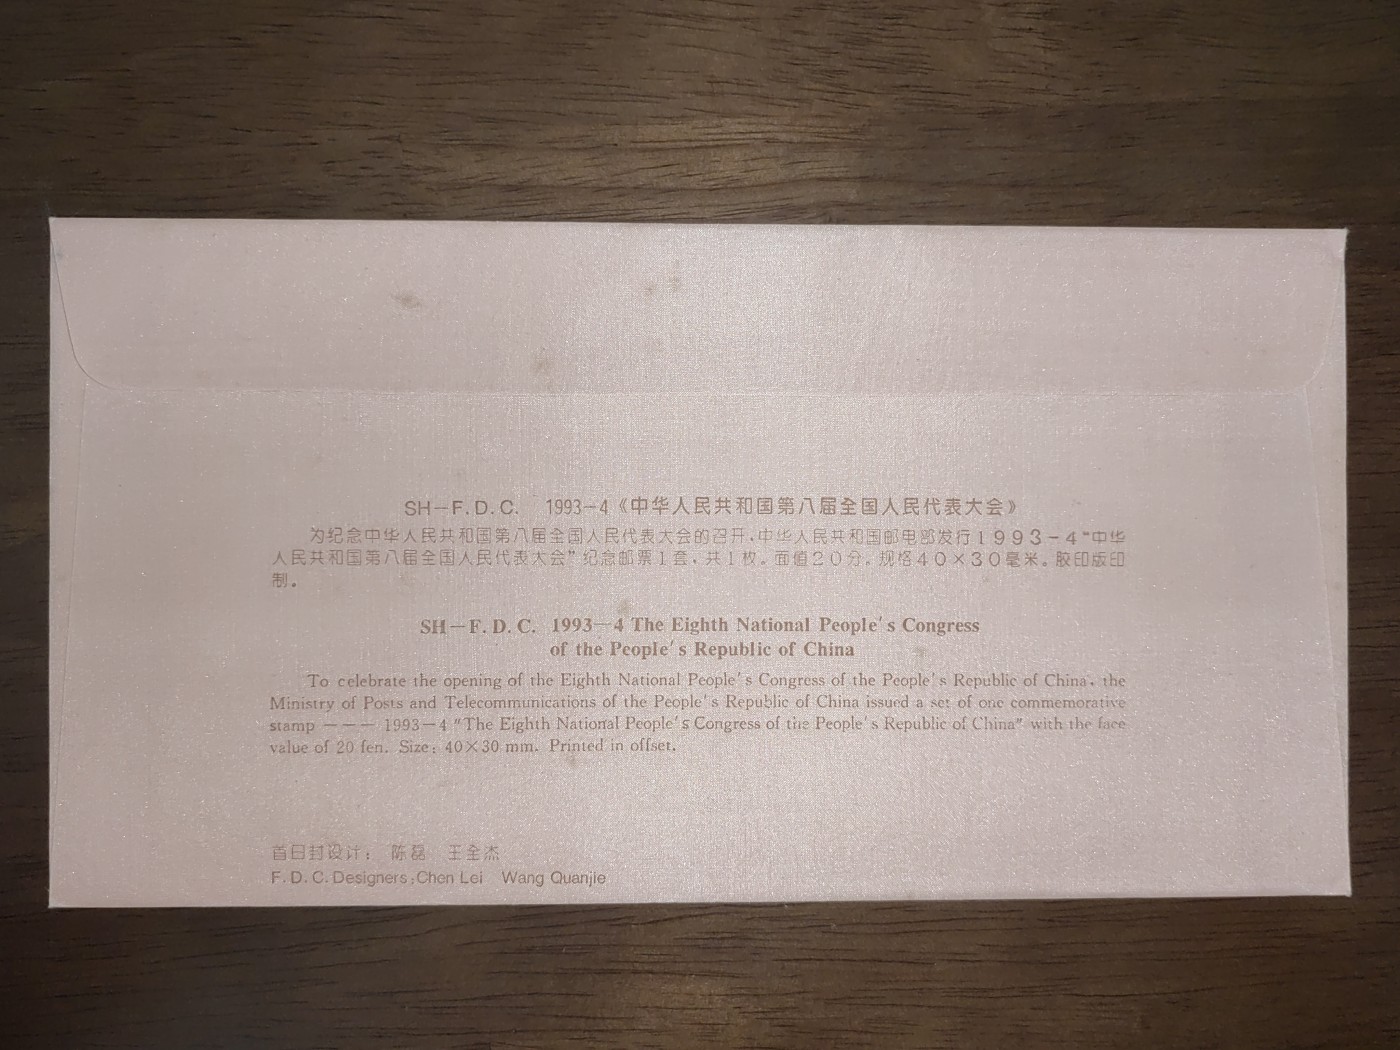 SH—F. D. C. 1993—4《中华人民共和国第八届全国人民代表大会》
为纪念中华人民共和国第八届全国人民代表大会的召开,中华人民共和国邮电部发行1993-4"中华
人民共和国第八届全国人民代表大会"纪念邮票1套,共1枚。面值20分。规格40×30毫米。胶印版印
制。
SH—F. D. C. 1993—4 The Eighth National People's Congress
of the People's Republic of China
To celebrate the opening of the Eighth National People's Congress of the People's Republic of China, the
Ministry of Posts and Telecommunications of the People's Republic of China issued a set of one commemorative
stamp — — — 1993—4 "The Eighth National People's Congress of the People's Republic of China" with the face
value of 20 fen. Size: 40×30 mm. Printed in offset.
首日封设计: 陈磊 王全杰
F. D. C. Designers:Chen Lei Wang Quanjie